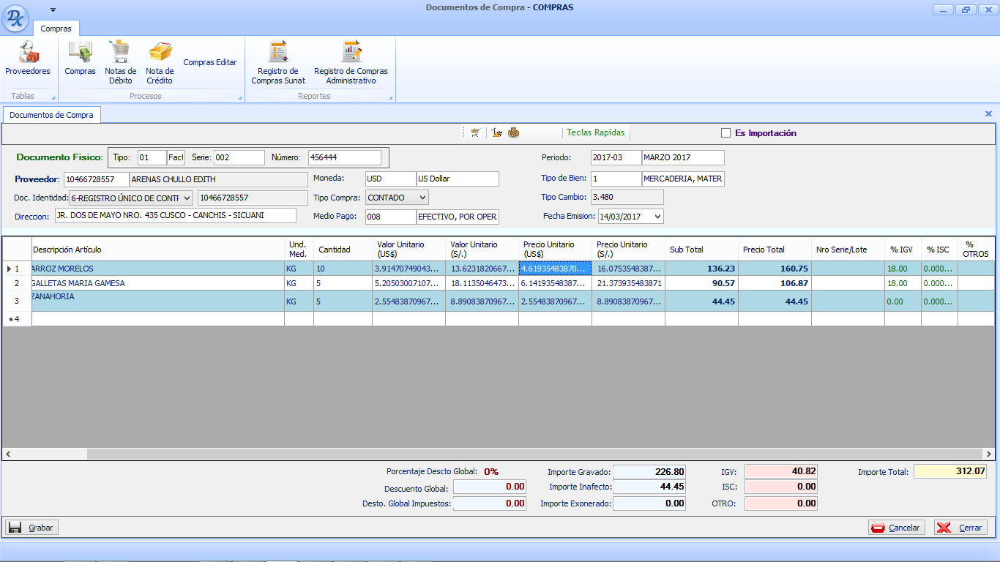 Documentos de Compra - COMPRAS
Compras
Proveedores
Compras
Notas de Débito
Nota de Crédito
Compras Editar
Registro de Compras Sunat
Registro de Compras Administrativo
Tablas
Procesos
Reportes
Documentos de Compra
Teclas Rapidas
Es Importación
Documento Fisico: Tipo: 01 Fact Serie: 002 Número: 456444 Periodo: 2017-03 MARZO 2017
Proveedor: 10466728557 ARENAS CHULLO EDITH Moneda: USD US Dollar Tipo de Bien: 1 MERCADERIA, MATER
Doc. Identidad: 6-REGISTRO ÚNICO DE CONTF 10466728557 Tipo Compra: CONTADO Tipo Cambio: 3.480
Direccion: JR. DOS DE MAYO NRO. 435 CUSCO - CANCHIS - SICUANI Medio Pago: 008 EFECTIVO, POR OPER Fecha Emision: 14/03/2017
Descripción Artículo Und. Med. Cantidad Valor Unitario (US$) Valor Unitario (S/.) Precio Unitario (US$) Precio Unitario (S/.) Sub Total Precio Total Nro Serie/Lote % IGV % ISC % OTROS
1 ARROZ MORELOS KG 10 3.91470749043... 13.6231820667... 4.61935483870... 16.0753548387... 136.23 160.75 18.00 0.000...
2 GALLETAS MARIA GAMESA KG 5 5.20503007107... 18.1135046473... 6.14193548387... 21.373935483871 90.57 106.87 18.00 0.000...
3 ZANAHORIA KG 5 2.55483870967... 8.89083870967... 2.55483870967... 8.89083870967... 44.45 44.45 0.00 0.000...
4
Porcentaje Descto Global: 0% Importe Gravado: 226.80 IGV: 40.82 Importe Total: 312.07
Descuento Global: 0.00 Importe Inafecto: 44.45 ISC: 0.00
Desto. Global Impuestos: 0.00 Importe Exonerado: 0.00 OTRO: 0.00
Grabar Cancelar Cerrar